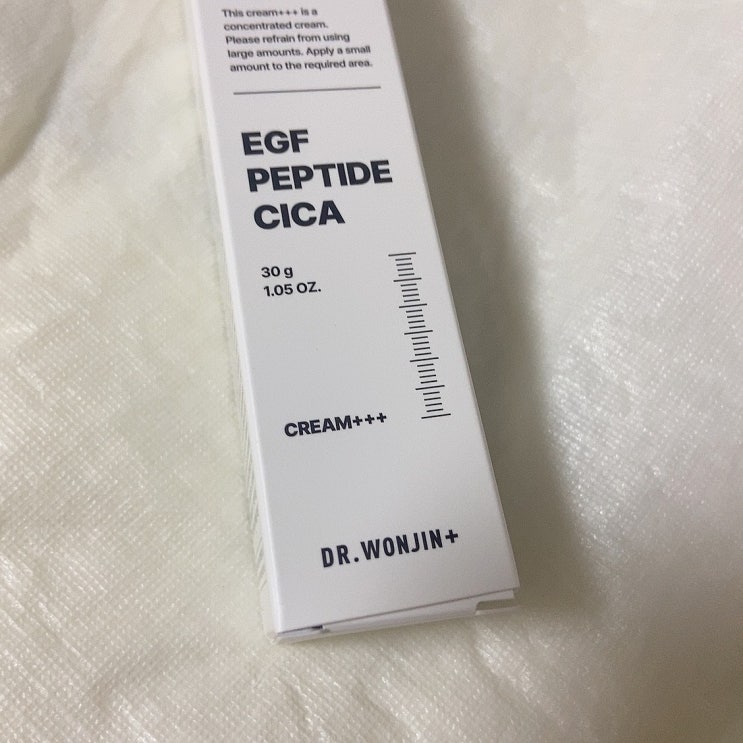 This cream+++ is a
concentrated cream.
Please refrain from using
large amounts. Apply a small
amount to the required area.
EGF
PEPTIDE
CICA
30 g
1.05 OZ.
CREAM+++
DR.WONJIN+